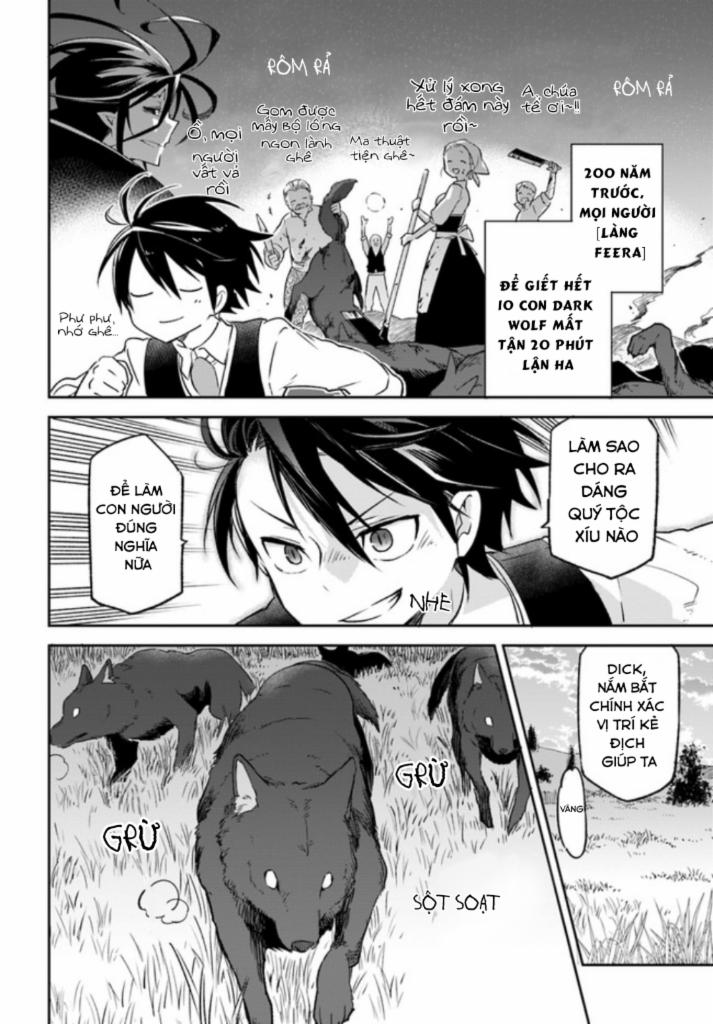 RÔM RẢ
A, chúa
tể ơi~!!
Xử lý xong
hết đám này
rồi~
RÔM RẢ
Ma thuật
tiện ghê~
Gom được
mấy bộ lông
ngon lành
ghê
Ồ, mọi
người
vất vả
rồi
200 NĂM
TRƯỚC,
MỌI NGƯỜI
[LÀNG
FEERA]
ĐỂ GIẾT HẾT
10 CON DARK
WOLF MẤT
TẬN 20 PHÚT
LẬN HA
Phư phư,
nhớ ghê...
LÀM SAO
CHO RA
DÁNG
QUÝ TỘC
XÍU NÀO
ĐỂ LÀM
CON NGƯỜI
ĐÚNG
NGHĨA
NỮA
NHE
DICK,
NẮM BẮT
CHÍNH XÁC
VỊ TRÍ KẺ
ĐỊCH
GIÚP TA
VÂNG
GRỪ
GRỪ
SỘT SOẠT